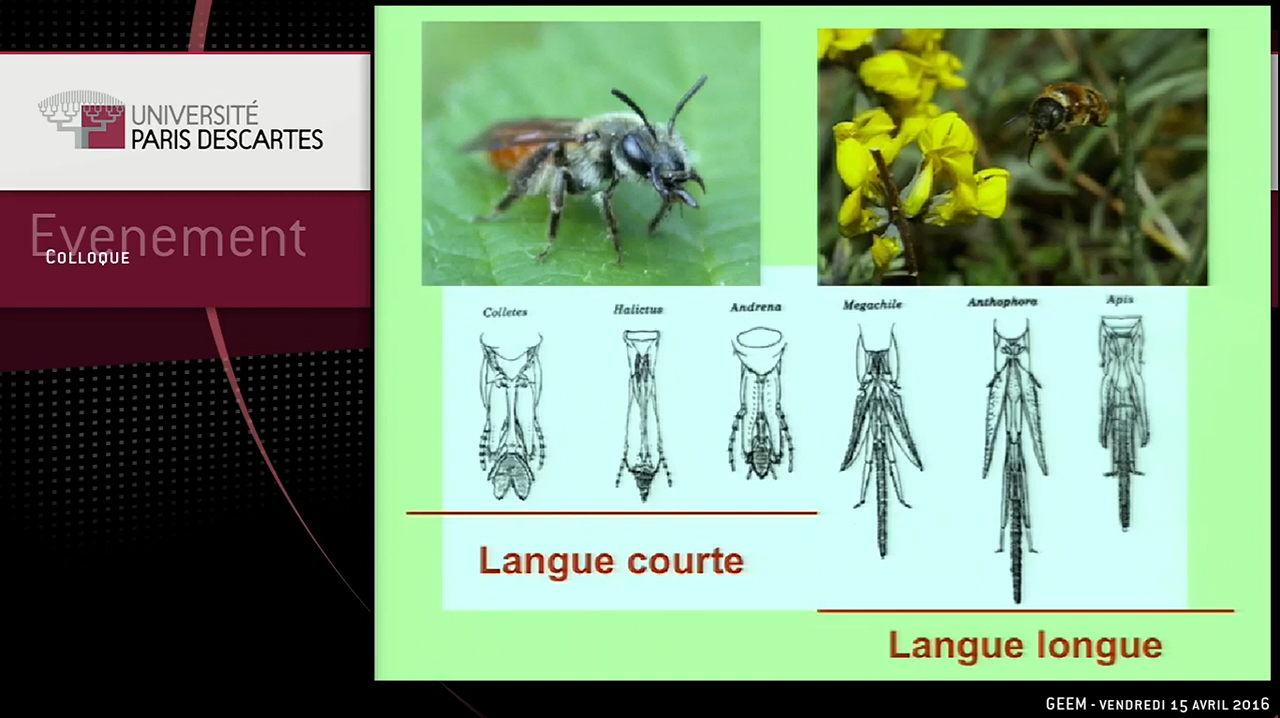 UNIVERSITÉ
PARIS DESCARTES
Evenement
COLLOQUE
Colletes
Halictus
Andrena
Megachile
Anthophora
Apis
Langue courte
Langue longue
GEEM - VENDREDI 15 AVRIL 2016